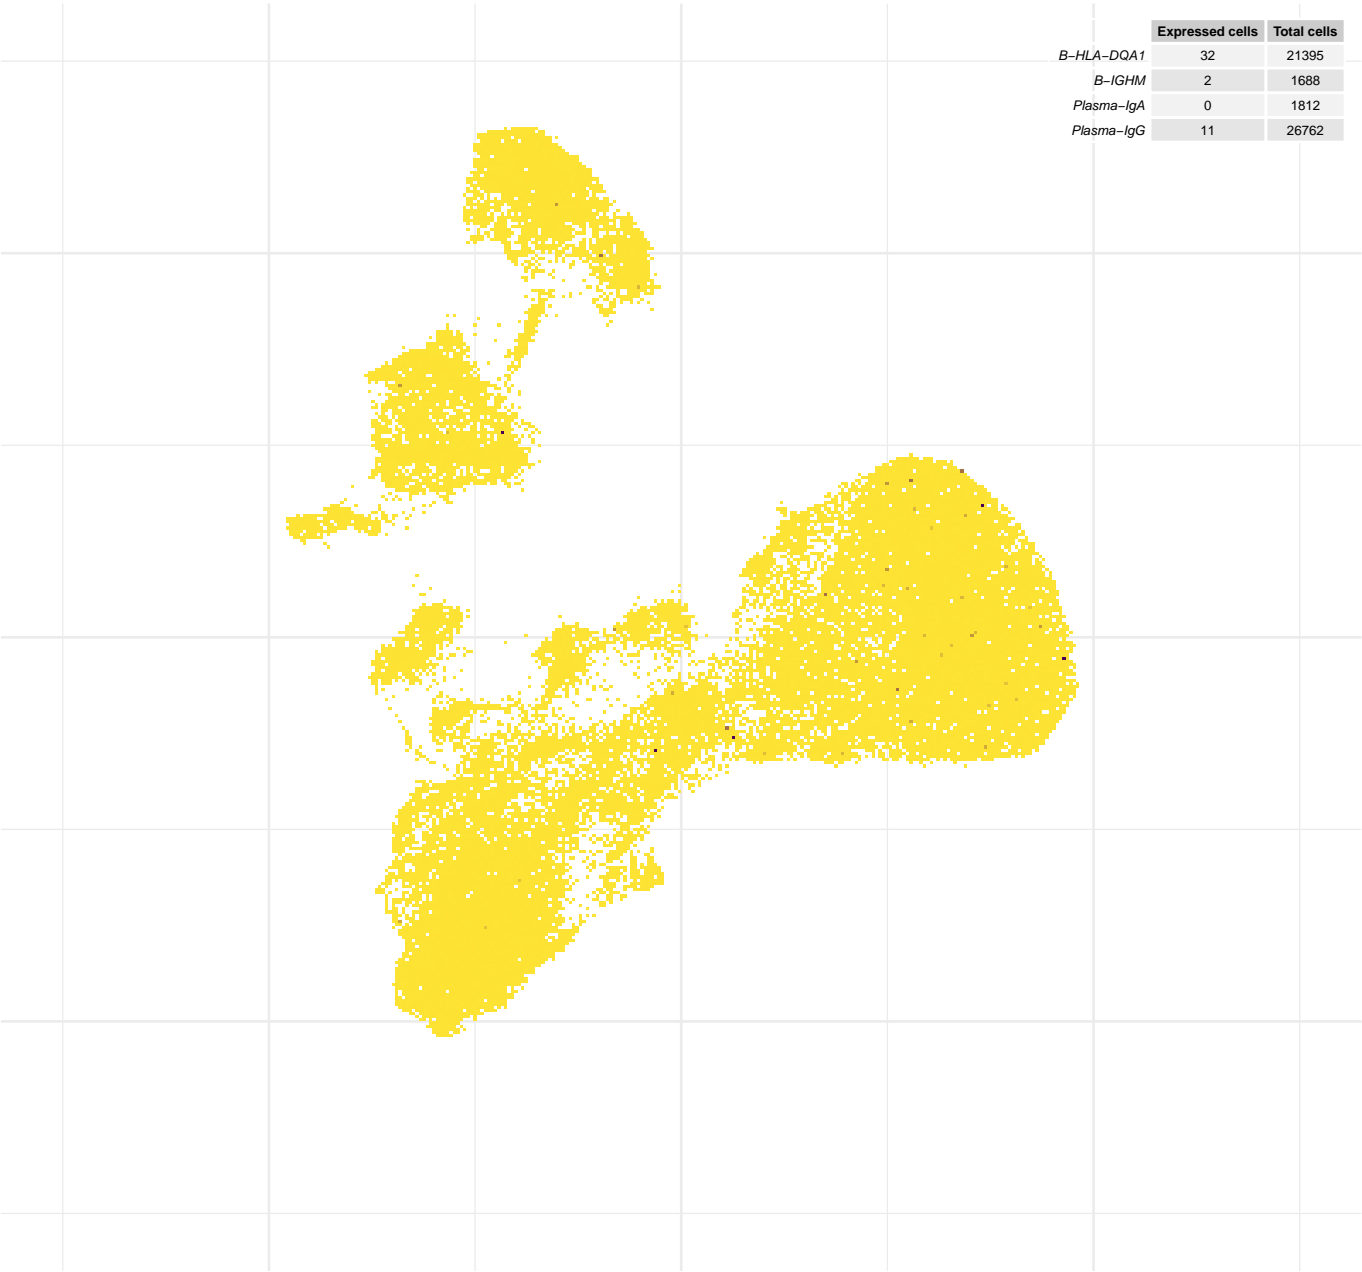 Expressed cells Total cells
B−HLA−DQA1 32 21395
B−IGHM 2 1688
Plasma−IgA 0 1812
Plasma−IgG 11 26762